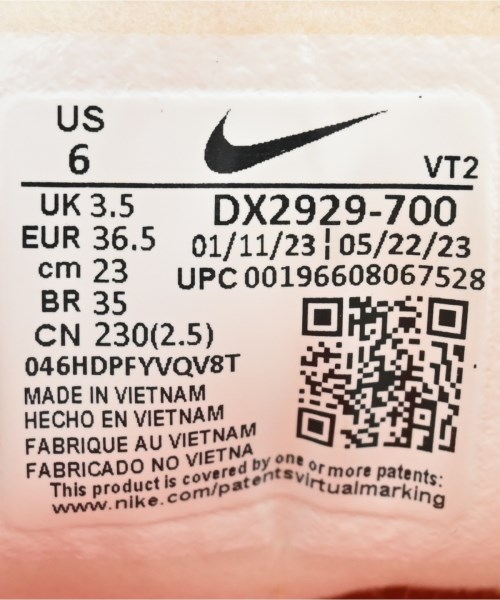 US
6
VT2
UK 3.5
EUR 36.5
cm 23
BR 35
CN 230(2.5)
DX2929-700
01/11/23 ¦ 05/22/23
UPC 00196608067528
046HDPFYVQV8T
MADE IN VIETNAM
HECHO EN VIETNAM
FABRIQUE AU VIETNAM
FABRICADO NO VIETNA
This product is covered by one or more patents:
www.nike.com/patentsvirtualmarking